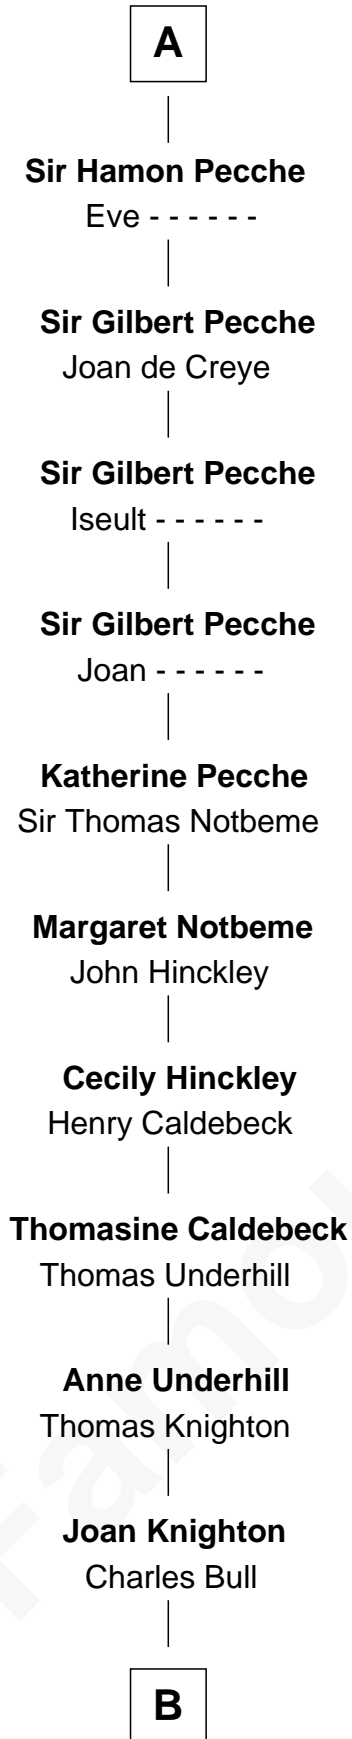 A
Sir Hamon Pecche
Eve - - - - - -
Sir Gilbert Pecche
Joan de Creye
Sir Gilbert Pecche
Iseult - - - - - -
Sir Gilbert Pecche
Joan - - - - - -
Katherine Pecche
Sir Thomas Notbeme
Margaret Notbeme
John Hinckley
Cecily Hinckley
Henry Caldebeck
Thomasine Caldebeck
Thomas Underhill
Anne Underhill
Thomas Knighton
Joan Knighton
Charles Bull
B